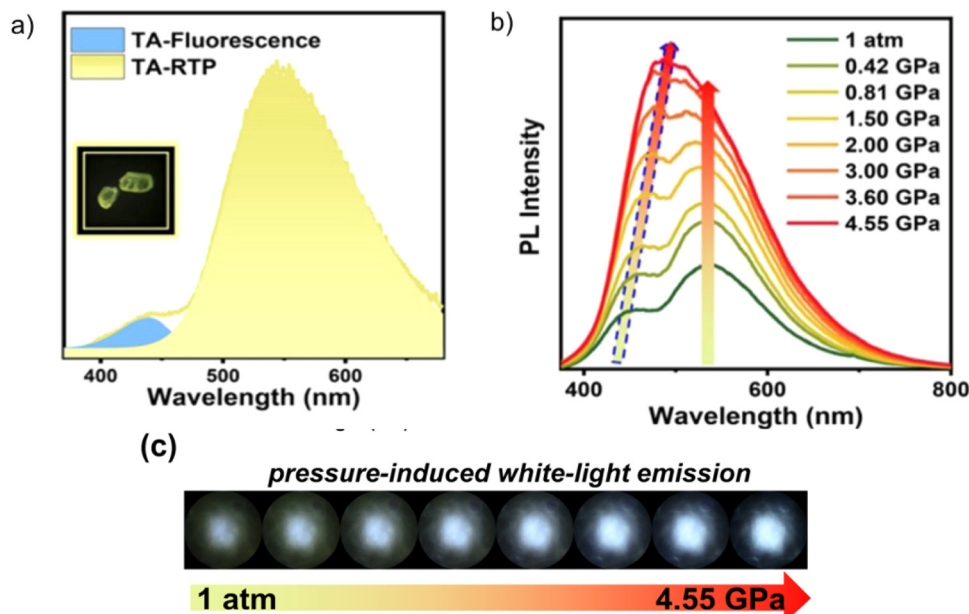 a)
TA-Fluorescence
TA-RTP
400
500
600
Wavelength (nm)
b)
PL Intensity
1 atm
0.42 GPa
0.81 GPa
1.50 GPa
2.00 GPa
3.00 GPa
3.60 GPa
4.55 GPa
400
600
800
Wavelength (nm)
(c)
pressure-induced white-light emission
1 atm
4.55 GPa